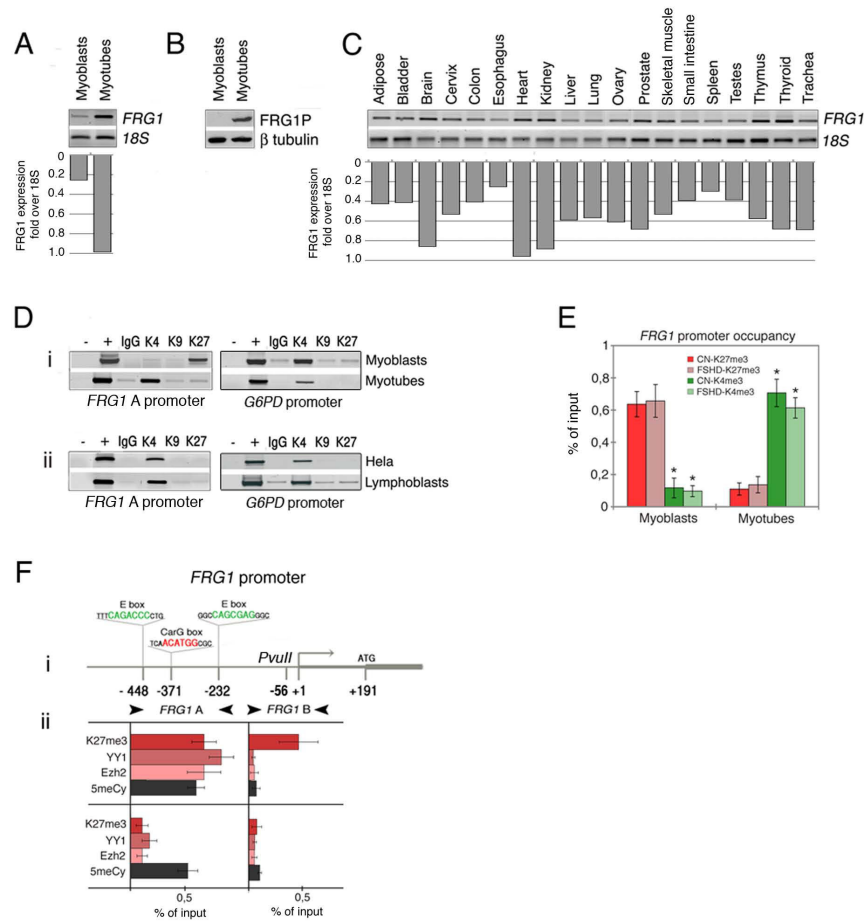 A
Myoblasts
Myotubes
FRG1
18S
0
0.2
0.4
0.6
0.8
1.0
FRG1 expression
fold over 18S
B
Myoblasts
Myotubes
FRG1P
β tubulin
C
Adipose
Bladder
Brain
Cervix
Colon
Esophagus
Heart
Kidney
Liver
Lung
Ovary
Prostate
Skeletal muscle
Small intestine
Spleen
Testes
Thymus
Thyroid
Trachea
FRG1
18S
0
0.2
0.4
0.6
0.8
1.0
FRG1 expression
fold over 18S
D
- + IgG K4 K9 K27
- + IgG K4 K9 K27
i
Myoblasts
Myotubes
FRG1 A promoter
G6PD promoter
- + IgG K4 K9 K27
- + IgG K4 K9 K27
ii
Hela
Lymphoblasts
FRG1 A promoter
G6PD promoter
E
FRG1 promoter occupancy
CN-K27me3
FSHD-K27me3
CN-K4me3
FSHD-K4me3
1
0,8
0,6
0,4
0,2
0
% of input
* * * *
Myoblasts
Myotubes
F
FRG1 promoter
E box
TTTCAGACCCCTG
E box
GGCCAGCGAGGGC
CarG box
TCAACATGGCGC
i
PvuII
ATG
- 448 -371 -232 -56 +1 +191
FRG1 A
FRG1 B
ii
K27me3
YY1
Ezh2
5meCy
K27me3
YY1
Ezh2
5meCy
0,5
0,5
% of input
% of input